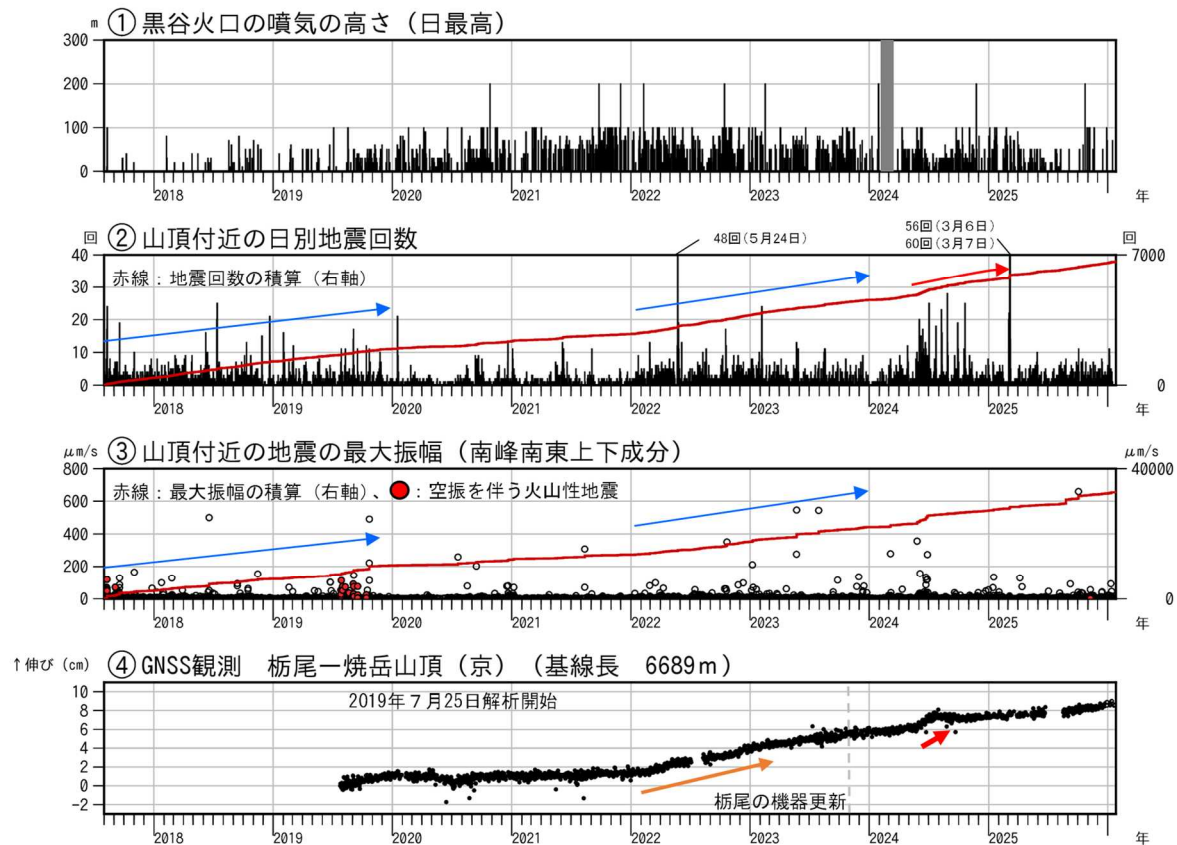 m ① 黒谷火口の噴気の高さ（日最高）
300
200
100
0
2018 2019 2020 2021 2022 2023 2024 2025 年
回 ② 山頂付近の日別地震回数
48回(５月24日)
56回(３月６日)
60回(３月７日)
回
赤線：地震回数の積算（右軸）
40
30
20
10
0
7000
0
2018 2019 2020 2021 2022 2023 2024 2025 年
μm/s ③ 山頂付近の地震の最大振幅（南峰南東上下成分） μm/s
赤線：最大振幅の積算（右軸）、 ：空振を伴う火山性地震
800
600
400
200
0
40000
0
2018 2019 2020 2021 2022 2023 2024 2025 年
↑伸び (cm) ④ GNSS観測 栃尾－焼岳山頂（京）（基線長 6689m）
2019年７月25日解析開始
10
8
6
4
2
0
-2
栃尾の機器更新
2018 2019 2020 2021 2022 2023 2024 2025 年